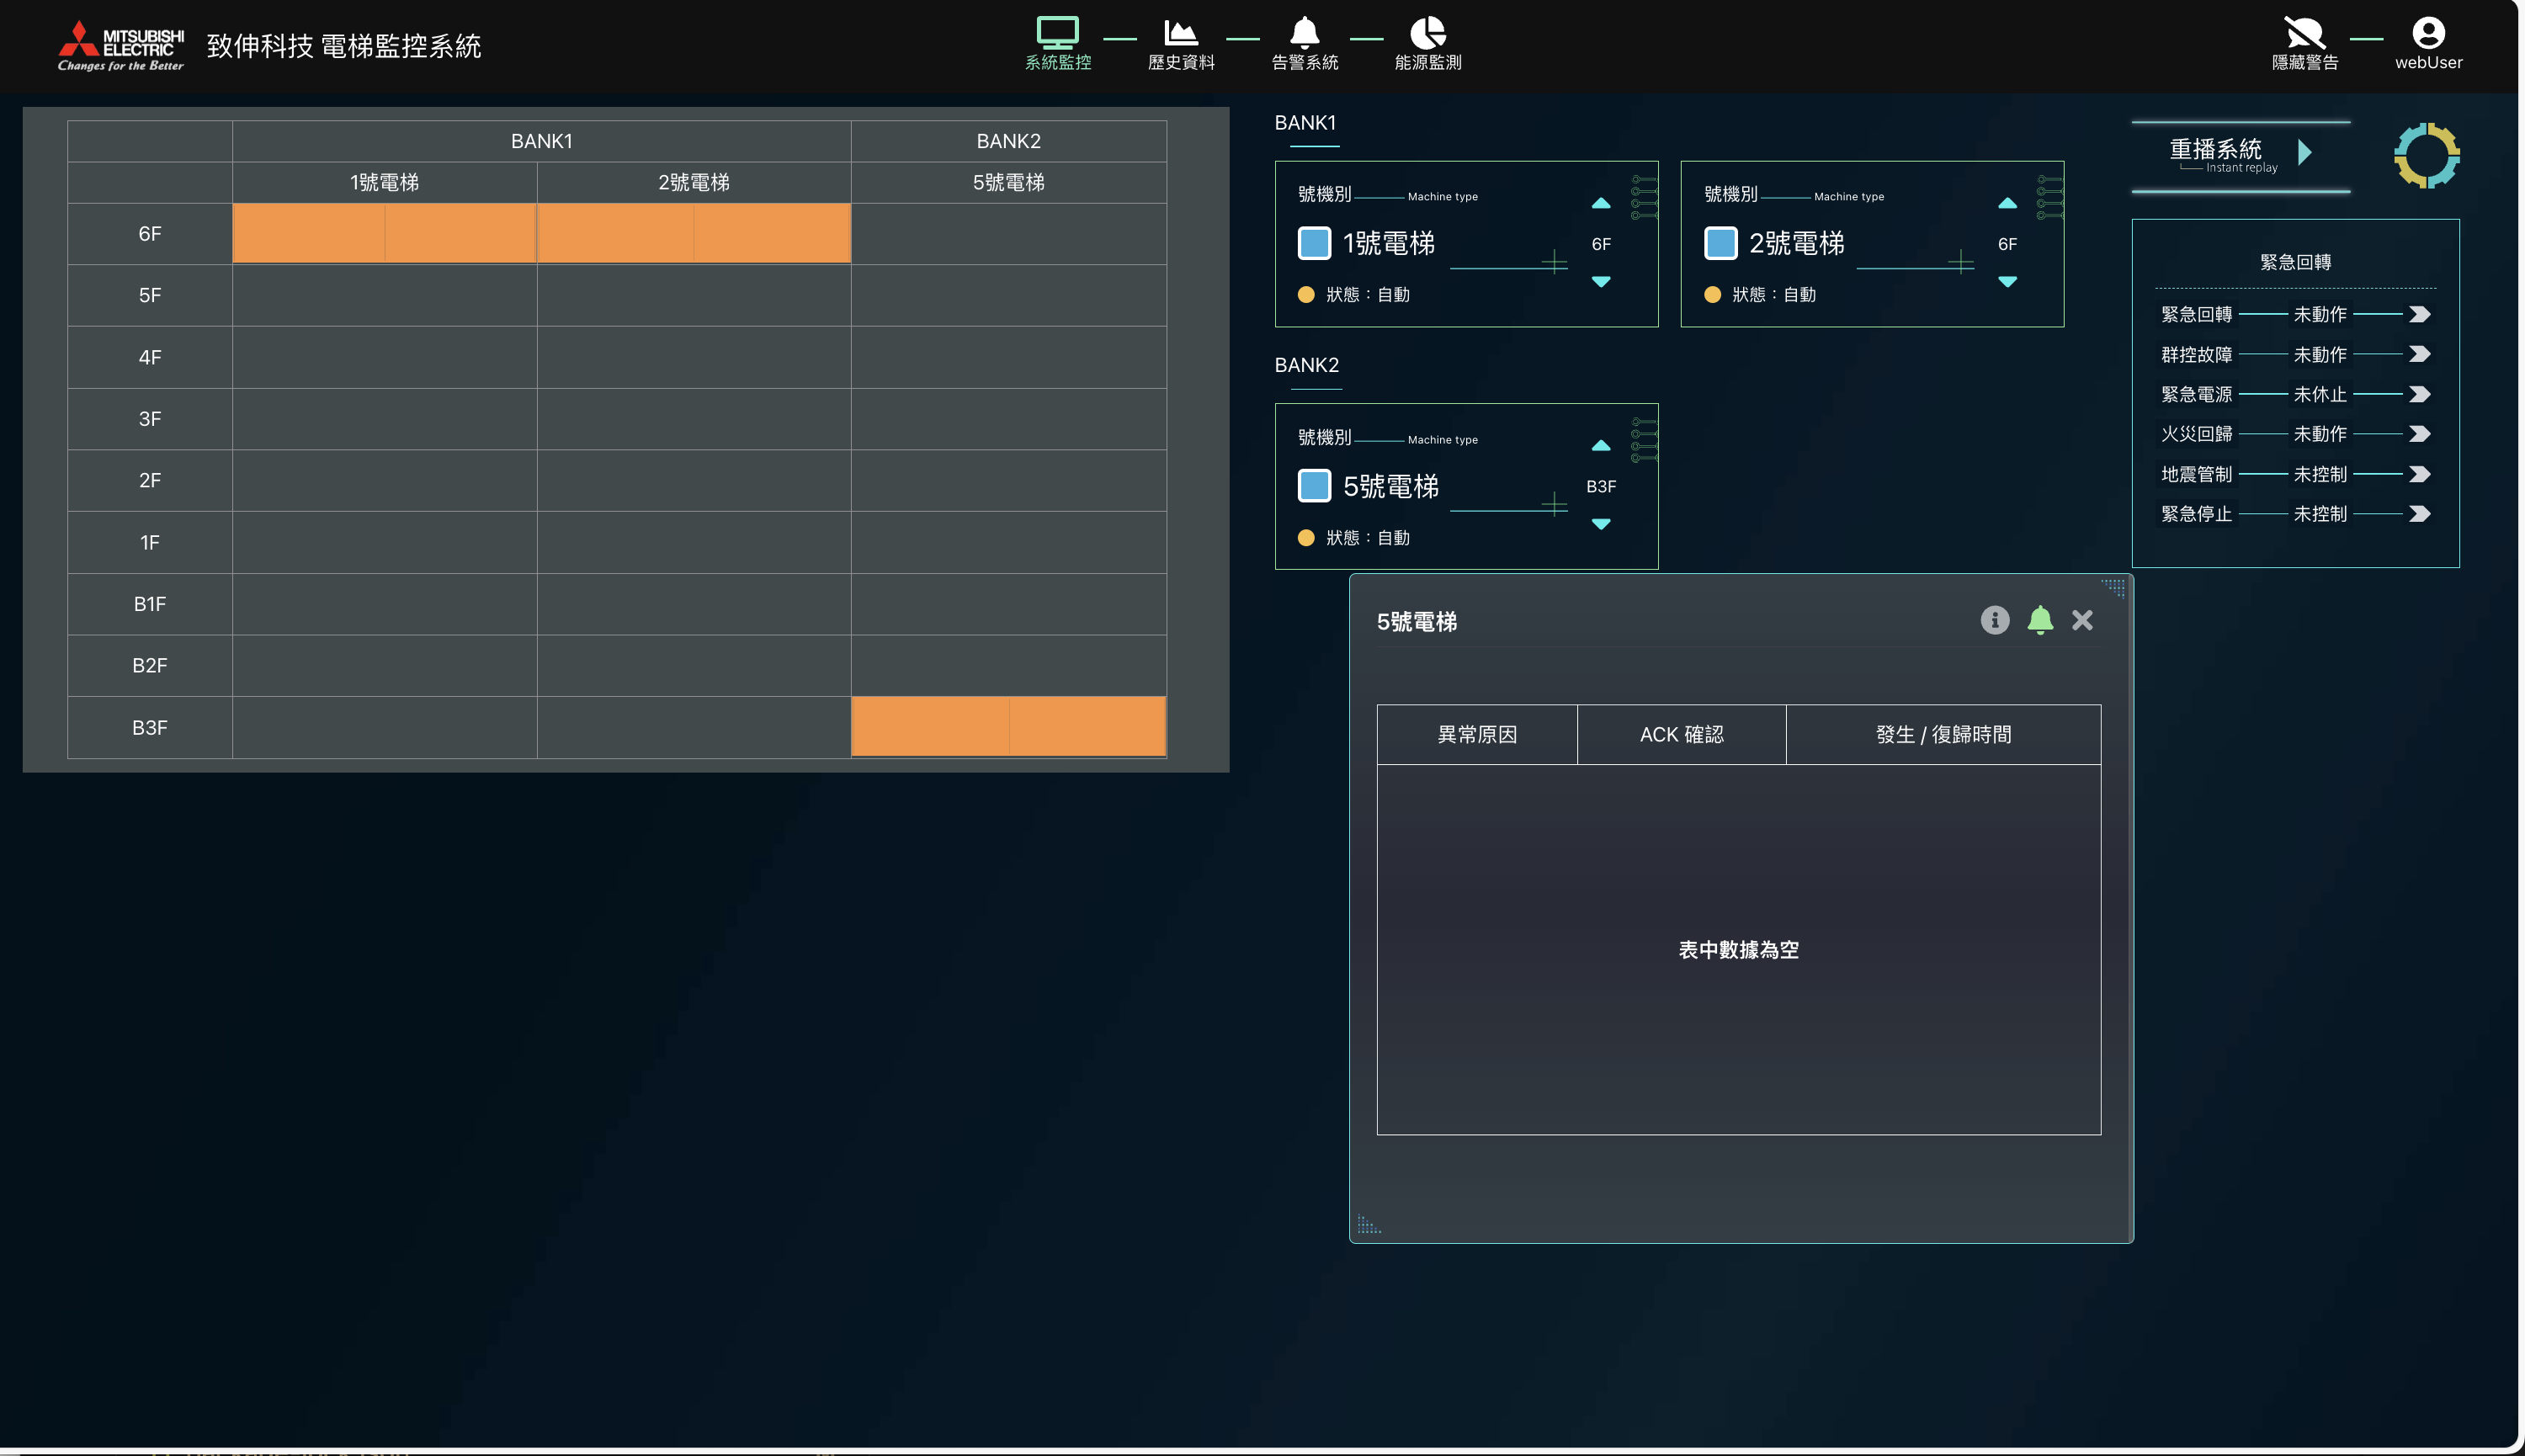 MITSUBISHI
ELECTRIC
Changes for the Better
致伸科技 電梯監控系統
系統監控
歷史資料
告警系統
能源監測
隱藏警告
webUser
BANK1 BANK2
1號電梯 2號電梯 5號電梯
6F
5F
4F
3F
2F
1F
B1F
B2F
B3F
BANK1
號機別 Machine type
1號電梯
6F
狀態：自動
號機別 Machine type
2號電梯
6F
狀態：自動
BANK2
號機別 Machine type
5號電梯
B3F
狀態：自動
重播系統
Instant replay
緊急回轉
緊急回轉 未動作
群控故障 未動作
緊急電源 未休止
火災回歸 未動作
地震管制 未控制
緊急停止 未控制
5號電梯
異常原因 ACK 確認 發生 / 復歸時間
表中數據為空